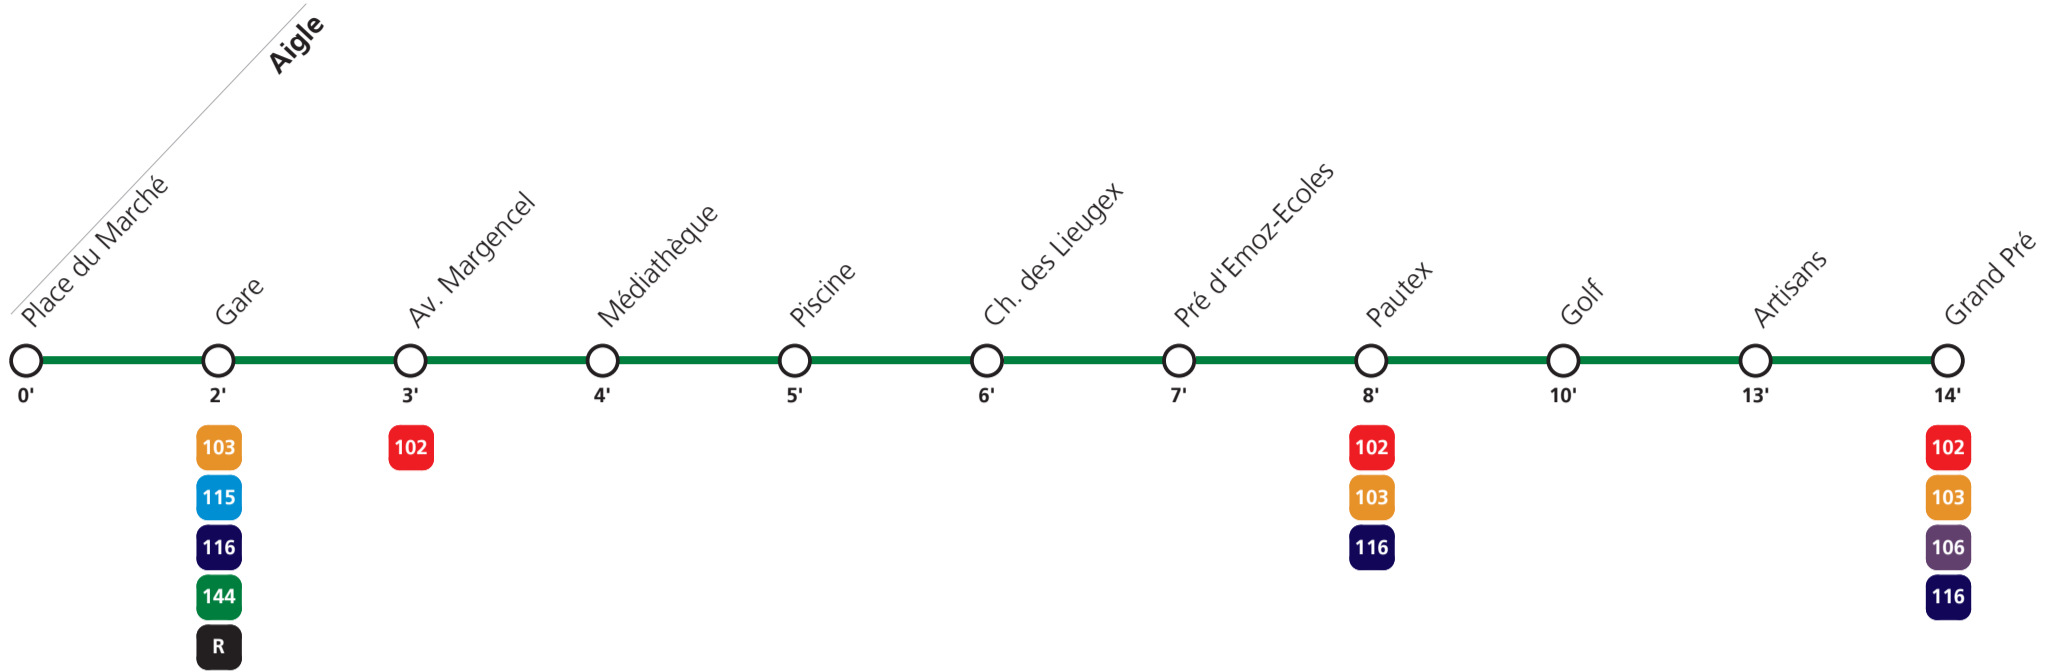 Aigle
Place du Marché
Gare
Av. Margencel
Médiathèque
Piscine
Ch. des Lieugex
Pré d'Emoz-Ecoles
Pautex
Golf
Artisans
Grand Pré
0' 2' 3' 4' 5' 6' 7' 8' 10' 13' 14'
103 102 102 102
115 103 103
116 116 106
144 116
R